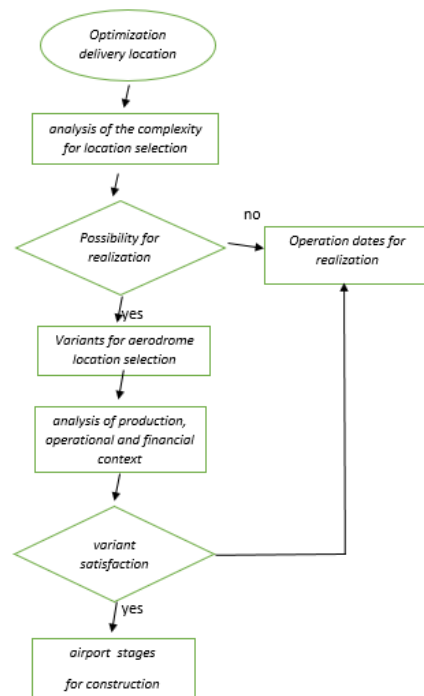 Optimization
delivery location
analysis of the complexity
for location selection
no
Possibility for
realization
Operation dates for
realization
yes
Variants for aerodrome
location selection
analysis of production,
operational and financial
context
variant
satisfaction
yes
airport stages
for construction